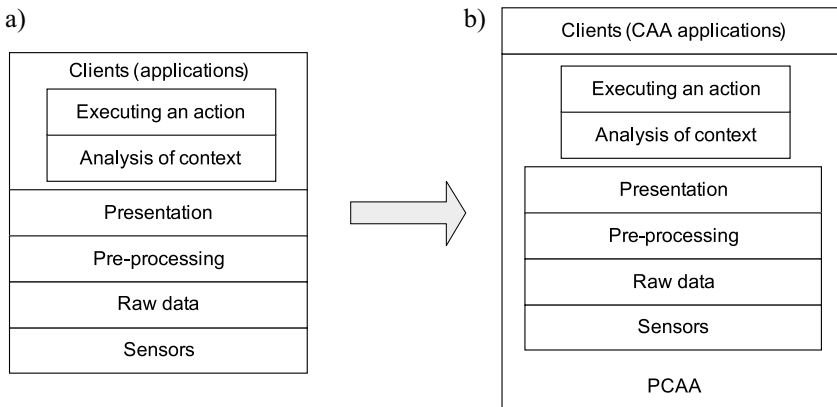 a)
Clients (applications)
Executing an action
Analysis of context
Presentation
Pre-processing
Raw data
Sensors
b)
Clients (CAA applications)
Executing an action
Analysis of context
Presentation
Pre-processing
Raw data
Sensors
PCAA